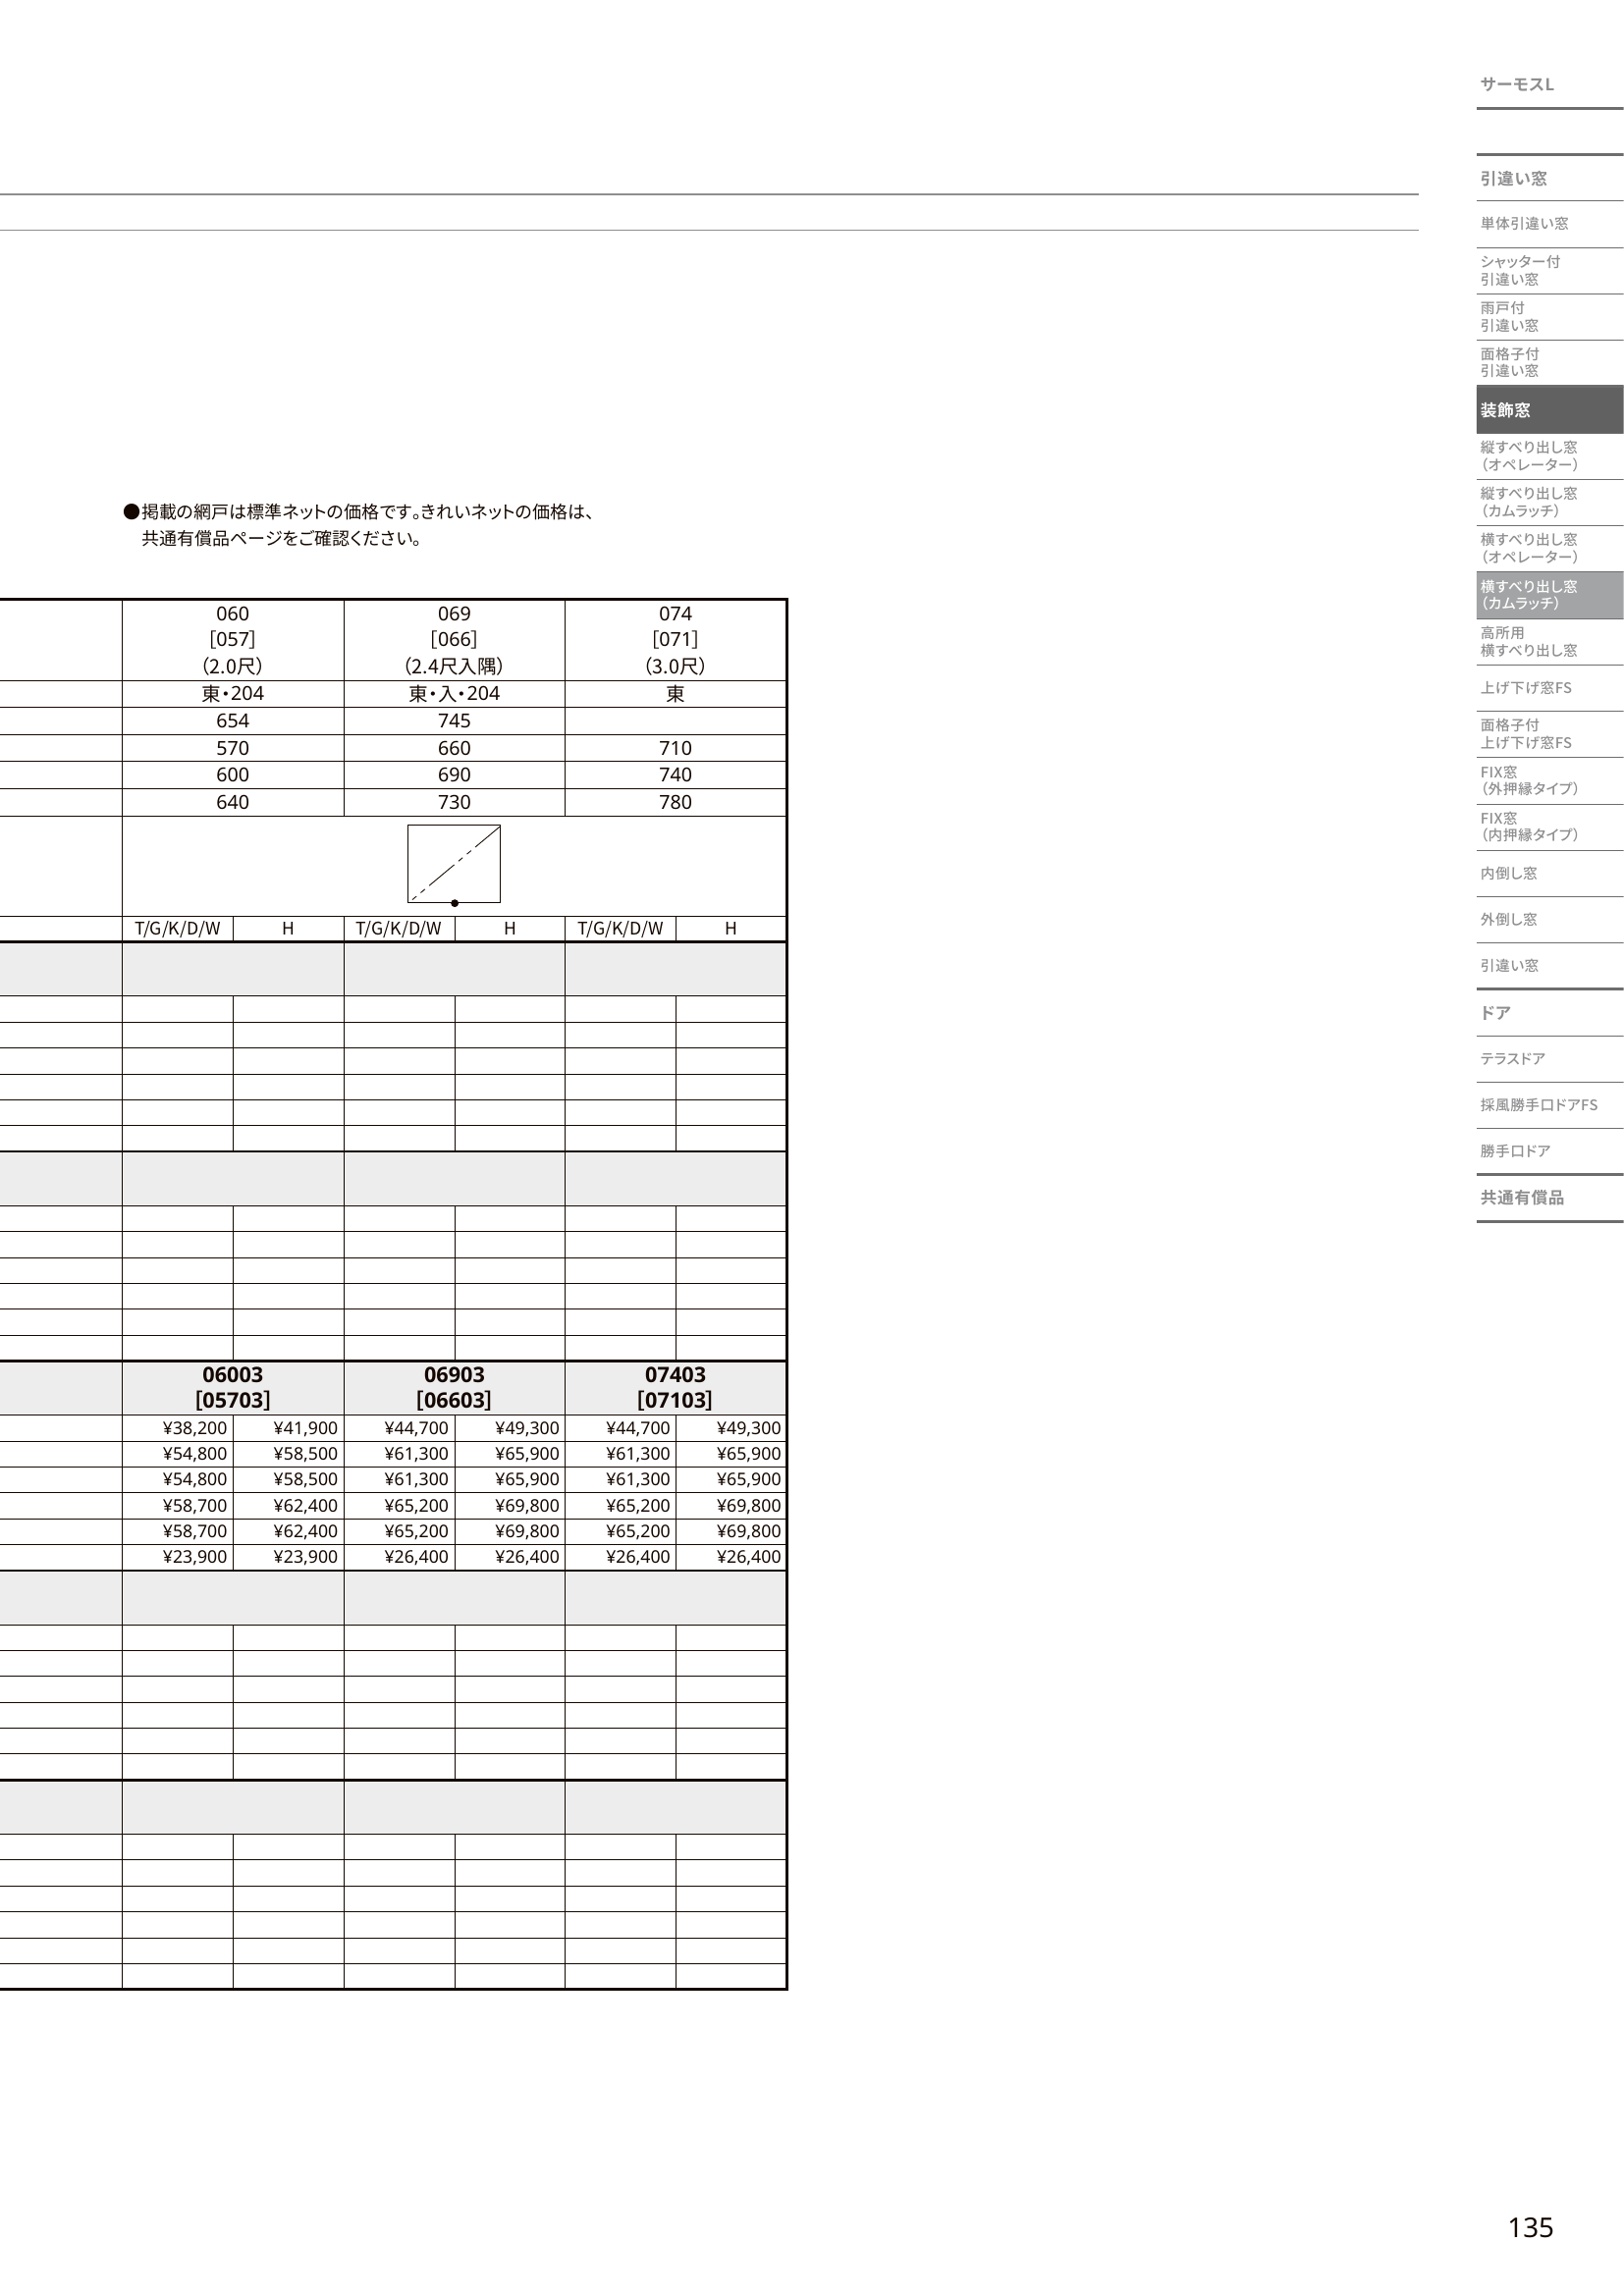 サーモスL
引違い窓
単体引違い窓
シャッター付
引違い窓
雨戸付
引違い窓
面格子付
引違い窓
装飾窓
縦すべり出し窓
（オペレーター）
縦すべり出し窓
（カムラッチ）
横すべり出し窓
（オペレーター）
横すべり出し窓
（カムラッチ）
高所用
横すべり出し窓
上げ下げ窓FS
面格子付
上げ下げ窓FS
FIX窓
（外押縁タイプ）
FIX窓
（内押縁タイプ）
内倒し窓
外倒し窓
引違い窓
ドア
テラスドア
採風勝手口ドアFS
勝手口ドア
共通有償品
●掲載の網戸は標準ネットの価格です。きれいネットの価格は、
共通有償品ページをご確認ください。
060 069 074
［057］ ［066］ ［071］
（2.0尺） （2.4尺入隅） （3.0尺）
東・204 東・入・204 東
654 745
570 660 710
600 690 740
640 730 780
T/G/K/D/W H T/G/K/D/W H T/G/K/D/W H
06003 06903 07403
［05703］ ［06603］ ［07103］
¥38,200 ¥41,900 ¥44,700 ¥49,300 ¥44,700 ¥49,300
¥54,800 ¥58,500 ¥61,300 ¥65,900 ¥61,300 ¥65,900
¥54,800 ¥58,500 ¥61,300 ¥65,900 ¥61,300 ¥65,900
¥58,700 ¥62,400 ¥65,200 ¥69,800 ¥65,200 ¥69,800
¥58,700 ¥62,400 ¥65,200 ¥69,800 ¥65,200 ¥69,800
¥23,900 ¥23,900 ¥26,400 ¥26,400 ¥26,400 ¥26,400
135